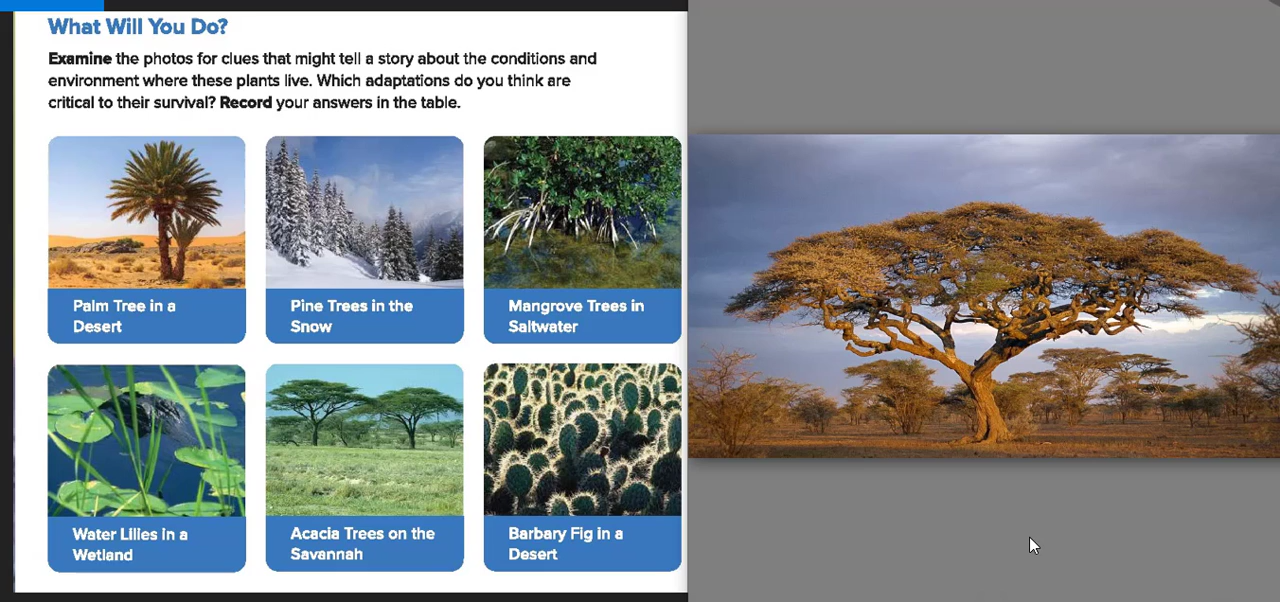 What Will You Do?
Examine the photos for clues that might tell a story about the conditions and
environment where these plants live. Which adaptations do you think are
critical to their survival? Record your answers in the table.
Palm Tree in a
Desert
Pine Trees in the
Snow
Mangrove Trees in
Saltwater
Water Lilies in a
Wetland
Acacia Trees on the
Savannah
Barbary Fig in a
Desert